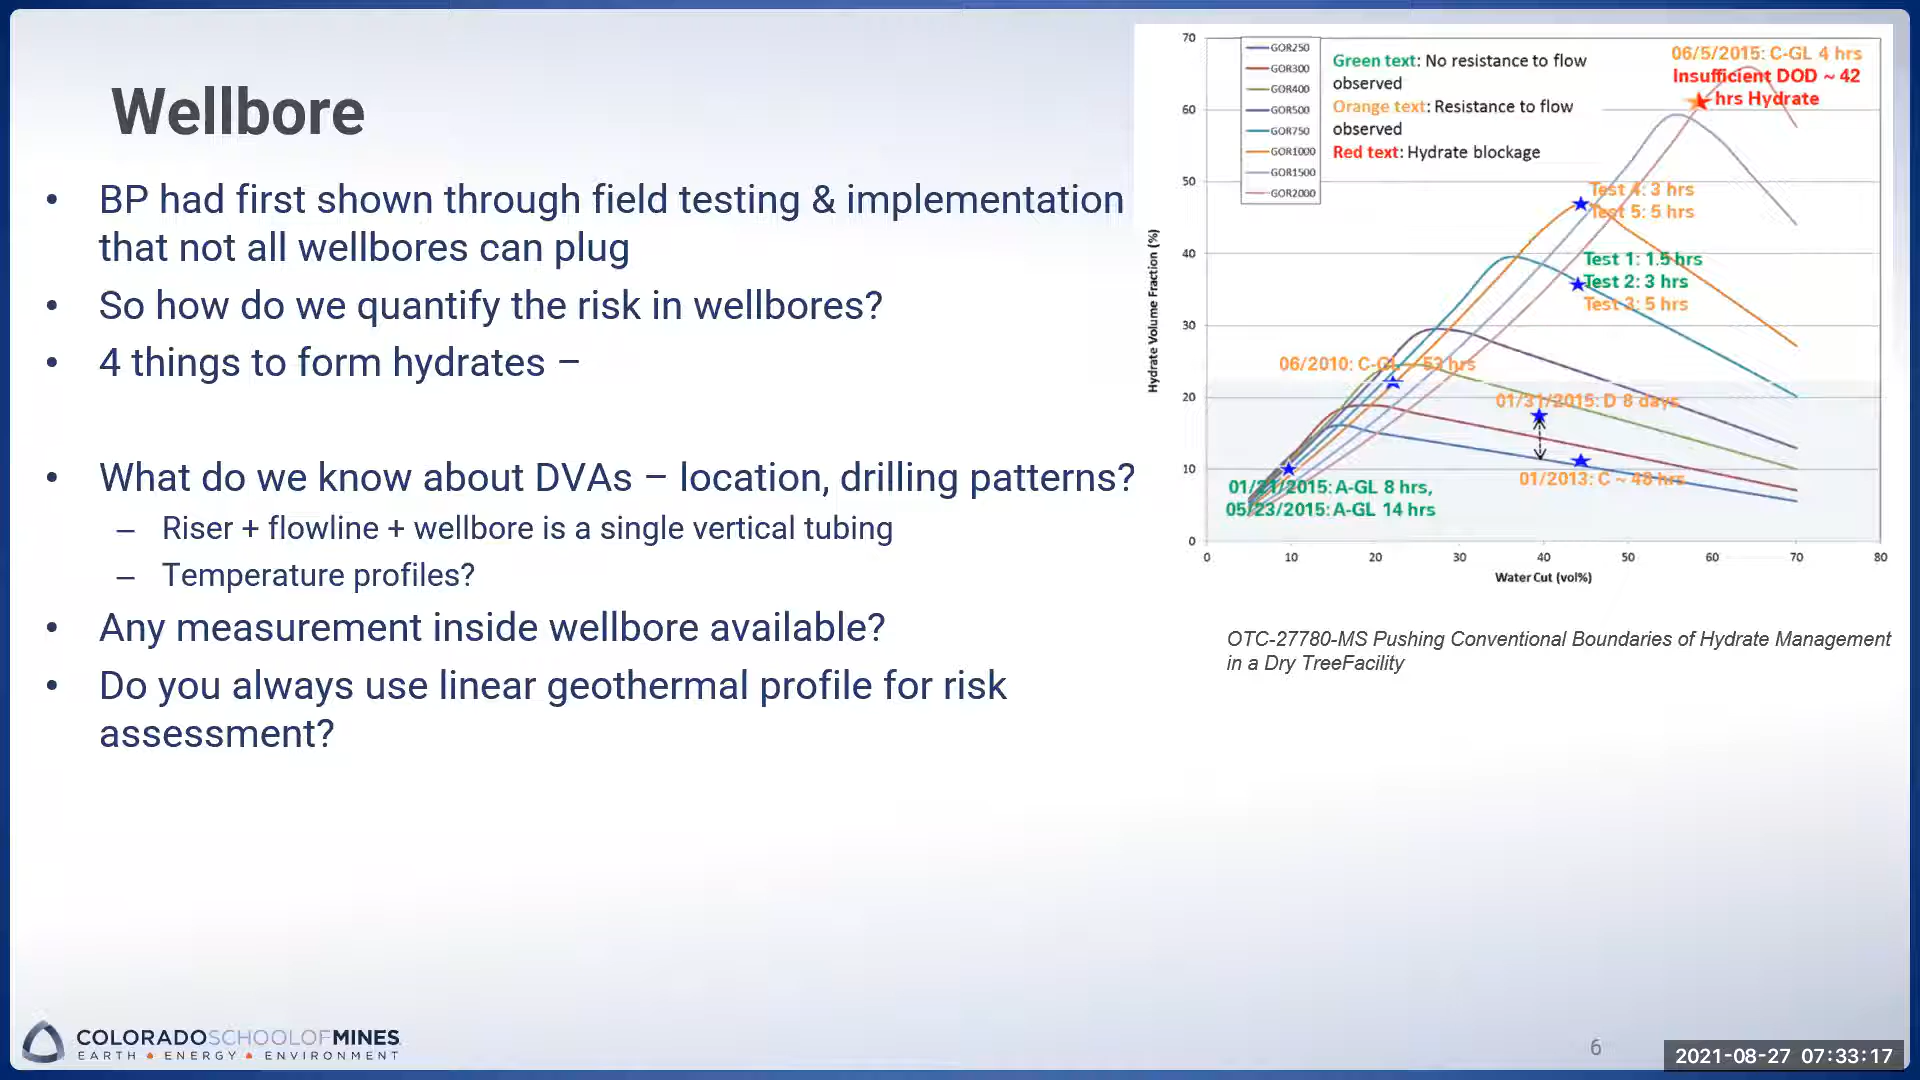 Wellbore
• BP had first shown through field testing & implementation
that not all wellbores can plug
• So how do we quantify the risk in wellbores?
• 4 things to form hydrates –
• What do we know about DVAs – location, drilling patterns?
– Riser + flowline + wellbore is a single vertical tubing
– Temperature profiles?
• Any measurement inside wellbore available?
• Do you always use linear geothermal profile for risk
assessment?
Hydrate Volume Fraction (%)
70
60
50
40
30
20
10
0
GOR250
GOR300
GOR400
GOR500
GOR750
GOR1000
GOR1500
GOR2000
Green text: No resistance to flow
observed
Orange text: Resistance to flow
observed
Red text: Hydrate blockage
06/5/2015: C-GL 4 hrs
Insufficient DOD ~ 42
hrs Hydrate
Test 4: 3 hrs
Test 5: 5 hrs
Test 1: 1.5 hrs
Test 2: 3 hrs
Test 3: 5 hrs
06/2010: C-GL 53 hrs
01/31/2015: D 8 days
01/2013: C ~ 48 hrs
01/21/2015: A-GL 8 hrs,
05/23/2015: A-GL 14 hrs
0 10 20 30 40 50 60 70 80
Water Cut (vol%)
OTC-27780-MS Pushing Conventional Boundaries of Hydrate Management
in a Dry TreeFacility
COLORADOSCHOOLOFMINES
EARTH • ENERGY • ENVIRONMENT
6
2021-08-27 07:33:17